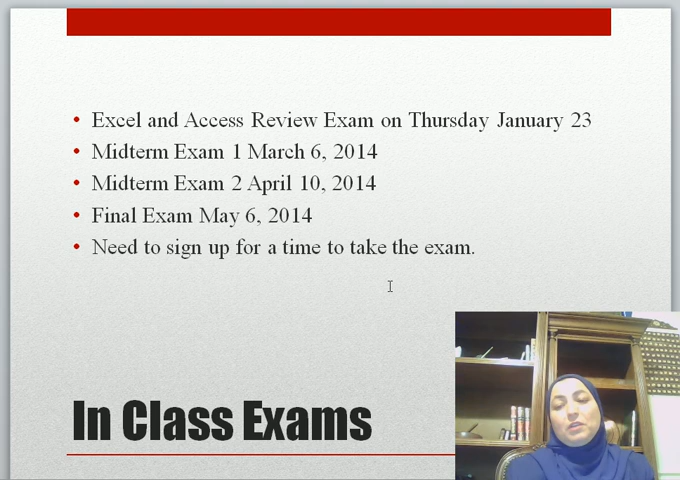 Excel and Access Review Exam on Thursday January 23
Midterm Exam 1 March 6, 2014
Midterm Exam 2 April 10, 2014
Final Exam May 6, 2014
Need to sign up for a time to take the exam.
In Class Exams